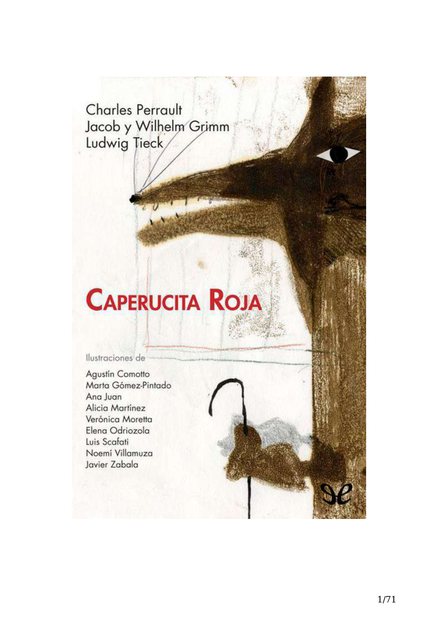 Charles Perrault
Jacob y Wilhelm Grimm
Ludwig Tieck
CAPERUCITA ROJA
Ilustraciones de
Agustín Comotto
Marta Gómez-Pintado
Ana Juan
Alicia Martínez
Verónica Moretta
Elena Odriozola
Luis Scafati
Noemí Villamuza
Javier Zabala
1/71